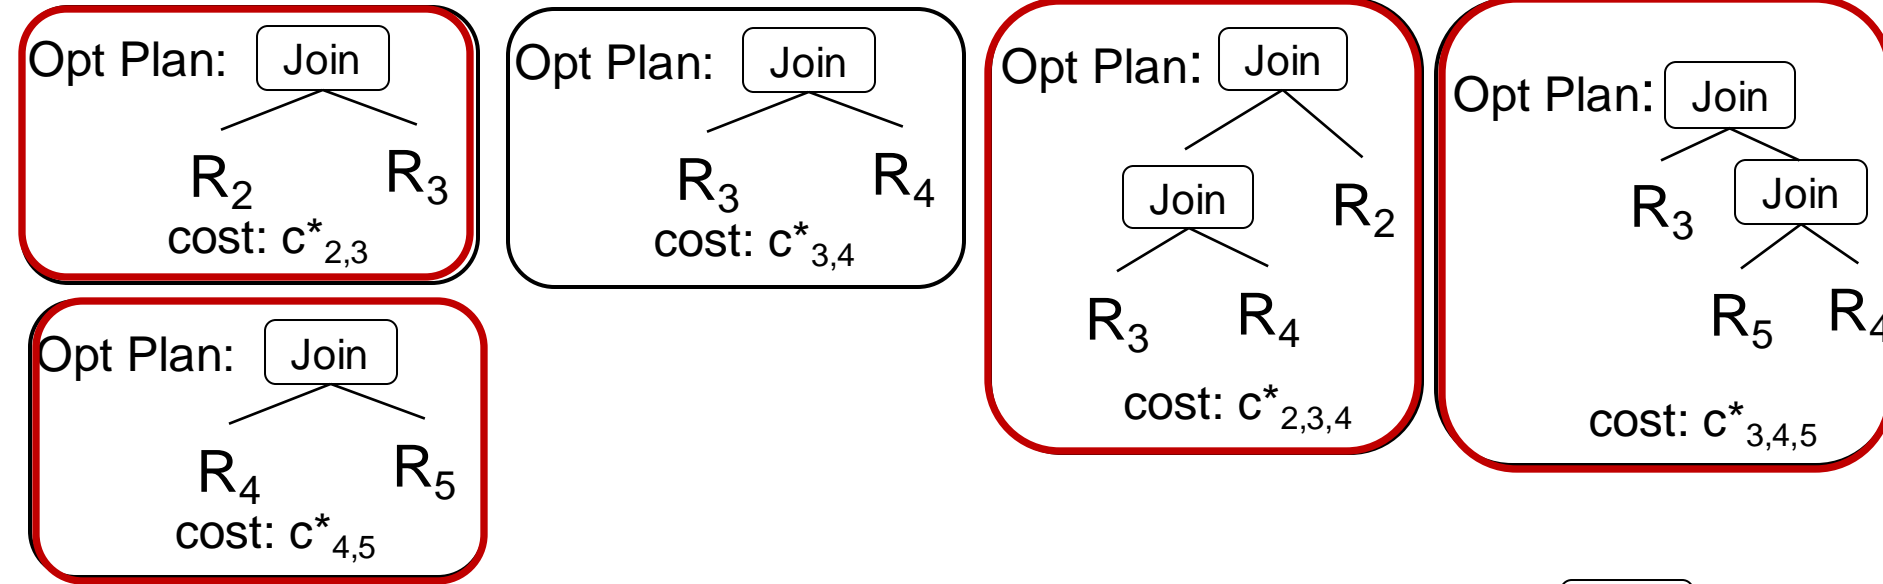 Opt Plan: Join
R2 R3
cost: c*2,3
Opt Plan: Join
R3 R4
cost: c*3,4
Opt Plan: Join
Join R2
R3 R4
cost: c*2,3,4
Opt Plan: Join
R3 Join
R5 R4
cost: c*3,4,5
Opt Plan: Join
R4 R5
cost: c*4,5